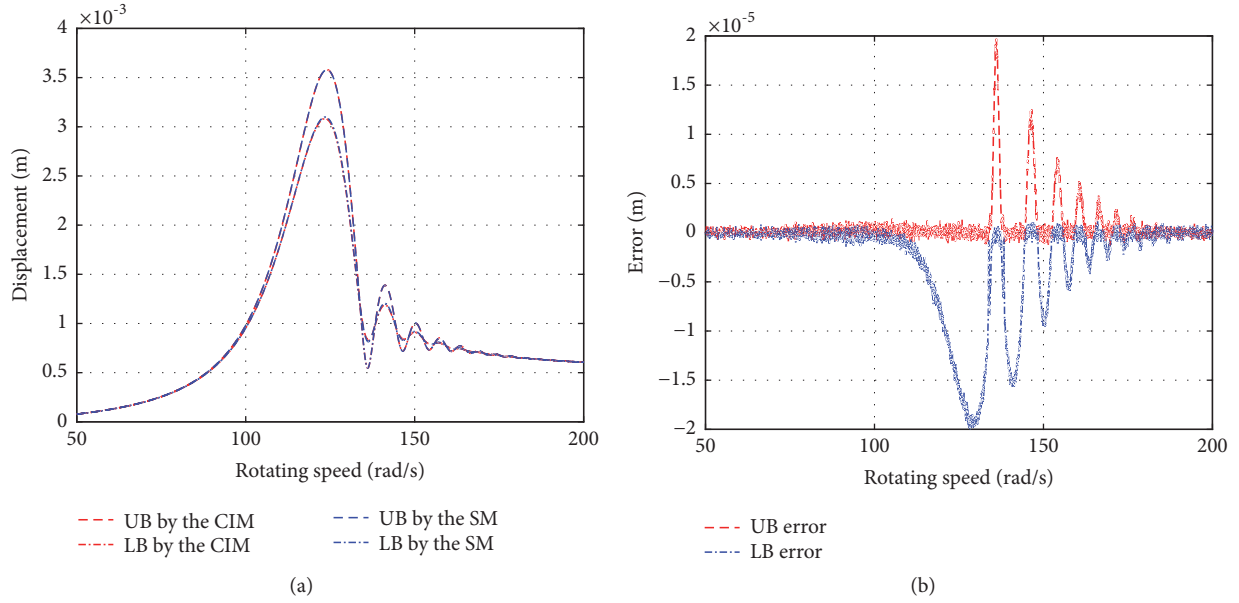 ×10-3
4
3.5
3
2.5
2
1.5
1
0.5
0
Displacement (m)
50
100
150
200
Rotating speed (rad/s)
UB by the CIM
LB by the CIM
UB by the SM
LB by the SM
(a)
×10-5
2
1.5
1
0.5
0
−0.5
−1
−1.5
−2
Error (m)
50
100
150
200
Rotating speed (rad/s)
UB error
LB error
(b)